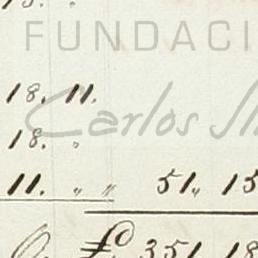 FUNDACI
18. 11.
Carlos
18. "
11. " " 51. " 15
£ 351. 18